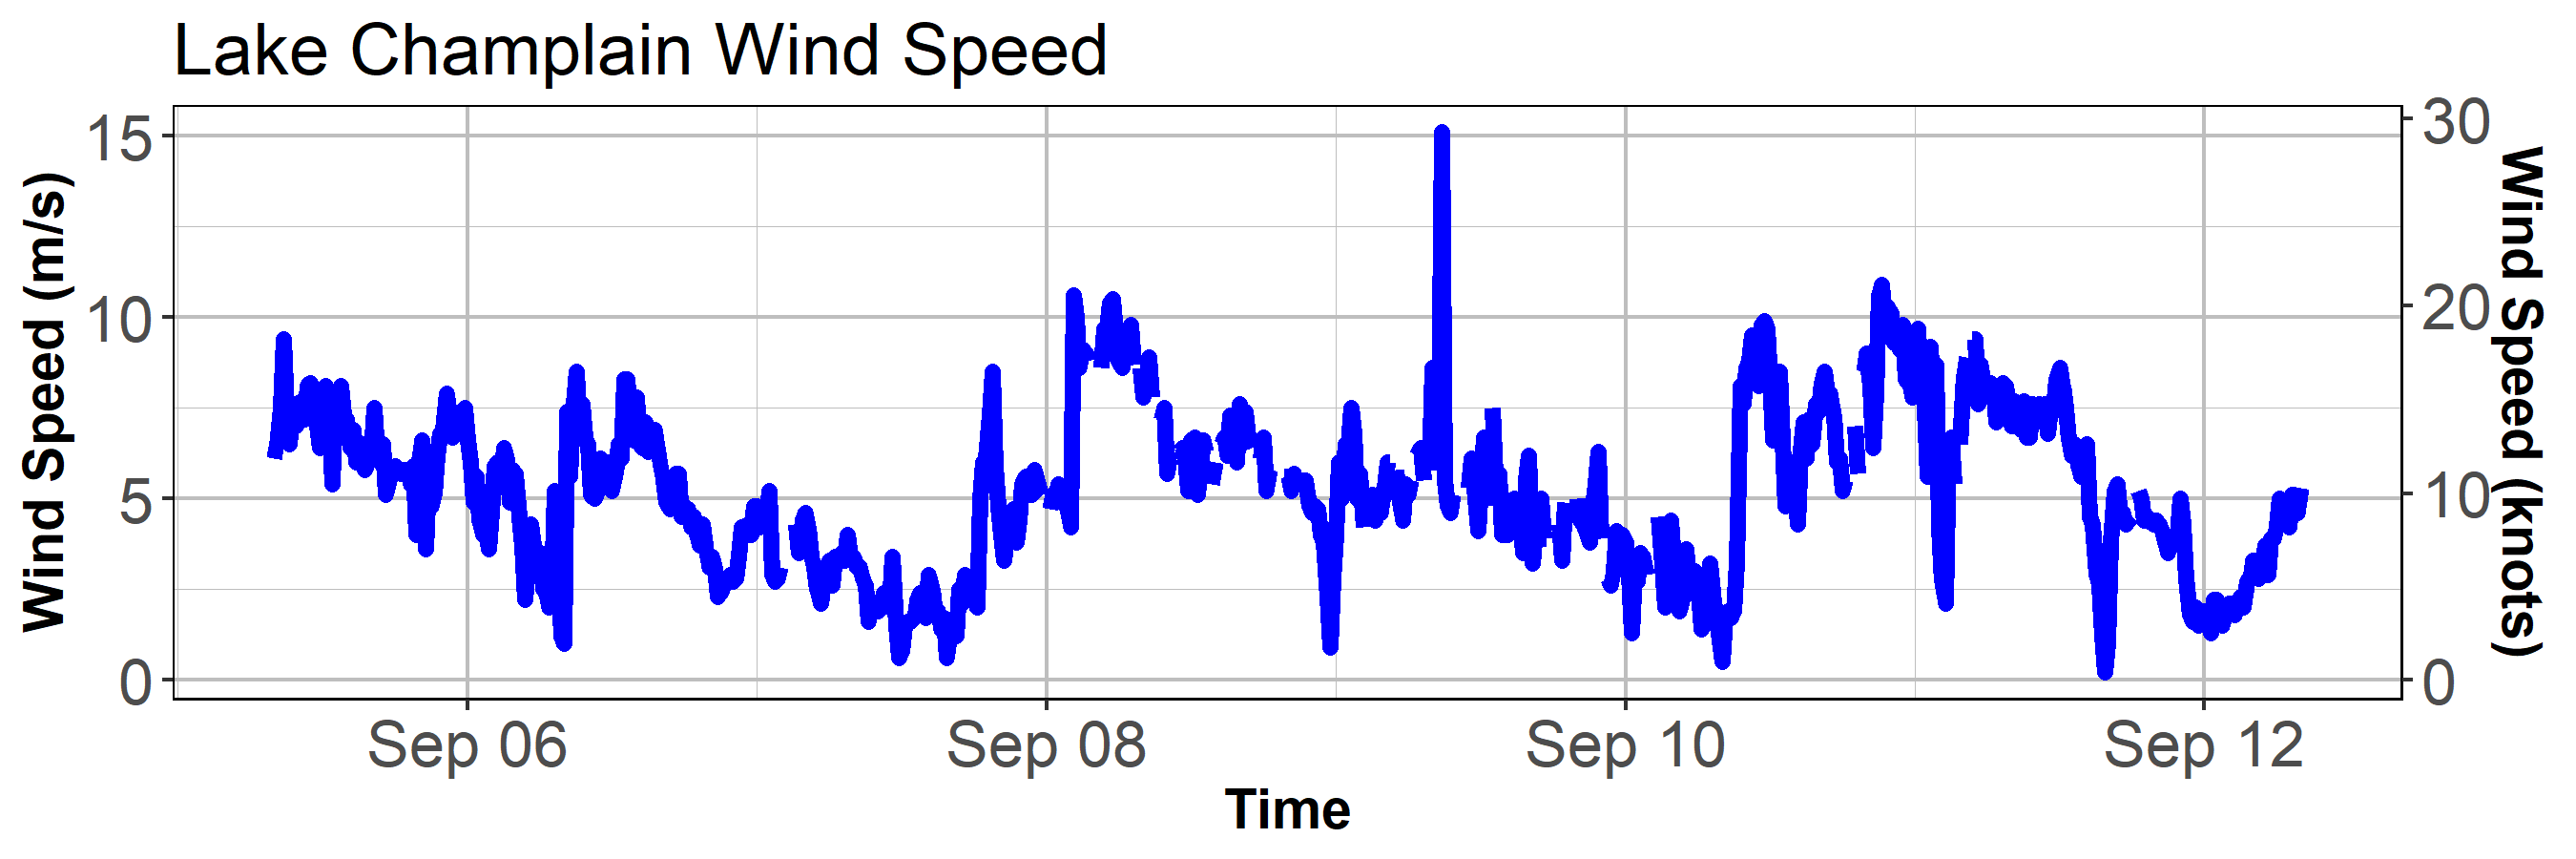 Lake Champlain Wind Speed
Wind Speed (m/s)
15
10
5
0
30
20
10
0
Wind Speed (knots)
Sep 06
Sep 08
Sep 10
Sep 12
Time